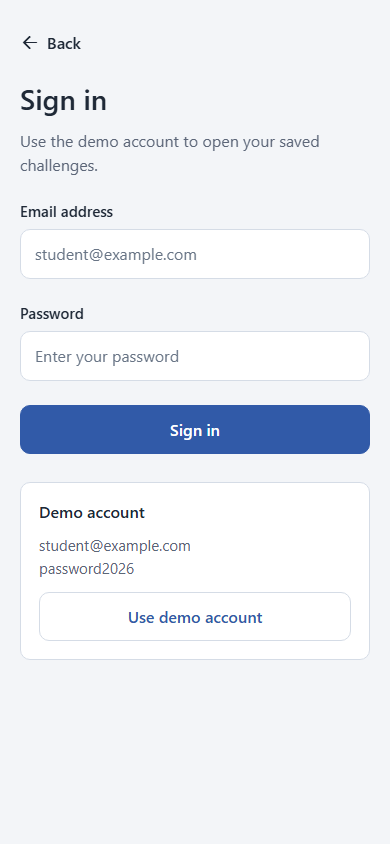 Back
Sign in
Use the demo account to open your saved
challenges.
Email address
student@example.com
Password
Enter your password
Sign in
Demo account
student@example.com
password2026
Use demo account